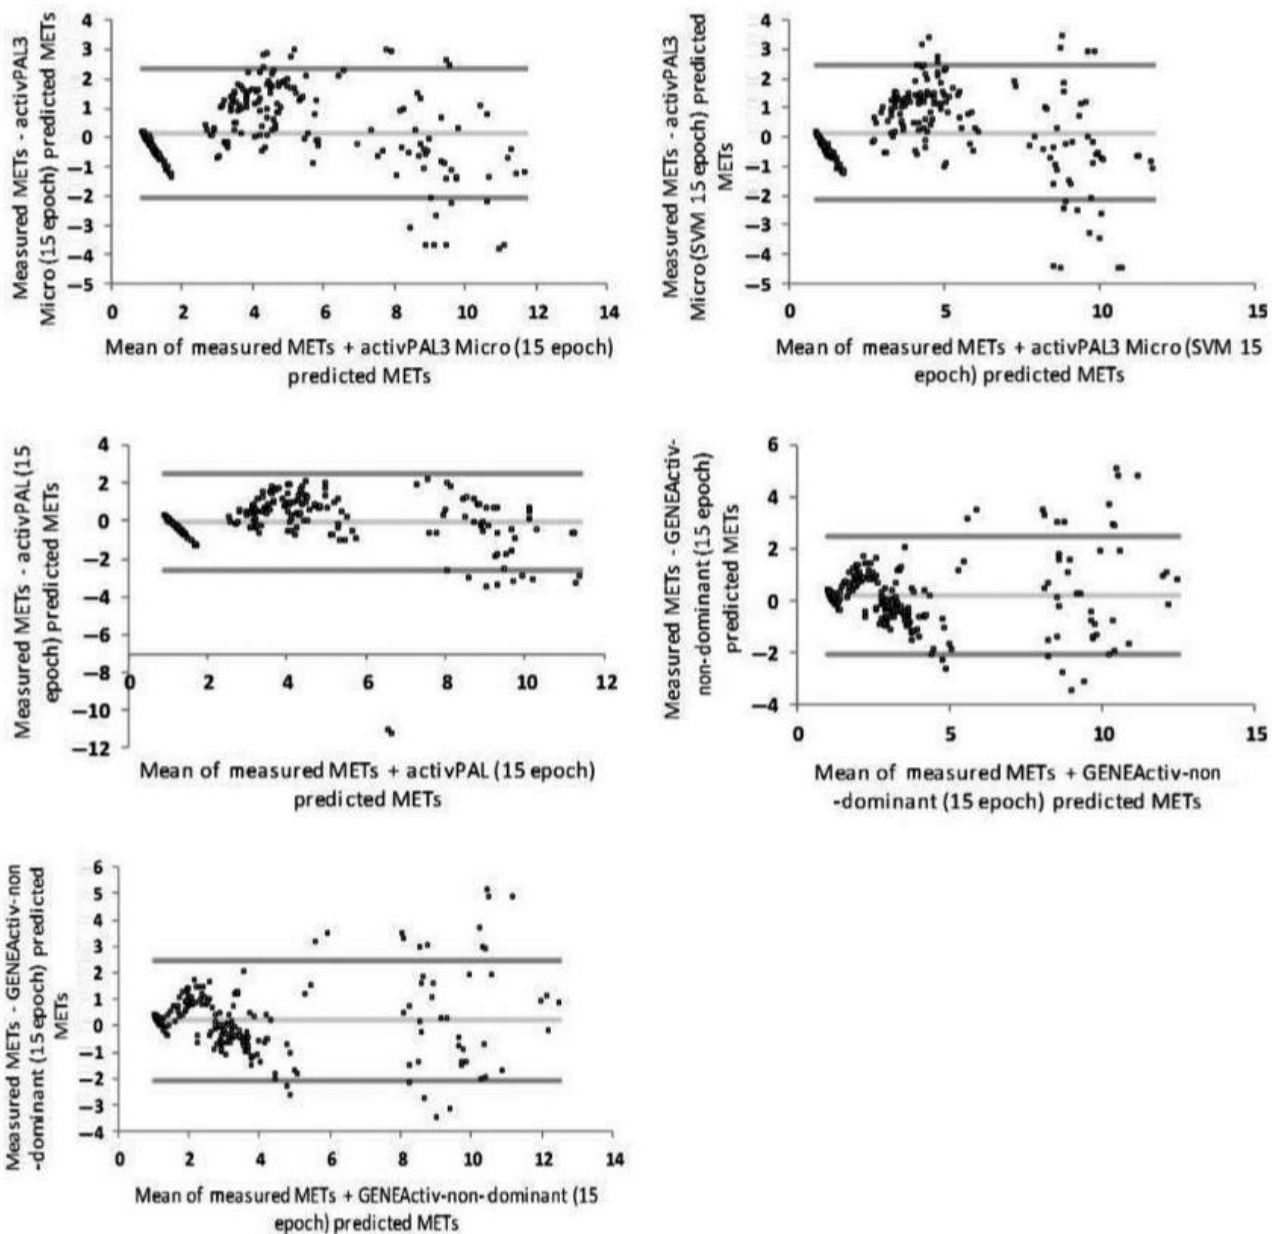 Measured METs - activPAL3
Micro (15 epoch) predicted METs
4
3
2
1
0
−1
−2
−3
−4
−5
0 2 4 6 8 10 12 14
Mean of measured METs + activPAL3 Micro (15 epoch)
predicted METs
Measured METs - activPAL3
Micro (SVM 15 epoch) predicted
METs
4
3
2
1
0
−1
−2
−3
−4
−5
0 5 10 15
Mean of measured METs + activPAL3 Micro (SVM 15
epoch) predicted METs
Measured METs - activPAL (15
epoch) predicted METs
4
2
0
−2
−4
−6
−8
−10
−12
0 2 4 6 8 10 12
Mean of measured METs + activPAL (15 epoch)
predicted METs
Measured METs - GENEActiv-
non-dominant (15 epoch)
predicted METs
6
4
2
0
−2
−4
0 5 10 15
Mean of measured METs + GENEActiv-non
-dominant (15 epoch) predicted METs
Measured METs - GENEActiv-non
-dominant (15 epoch) predicted
METs
6
5
4
3
2
1
0
−1
−2
−3
−4
0 2 4 6 8 10 12 14
Mean of measured METs + GENEActiv-non-dominant (15
epoch) predicted METs